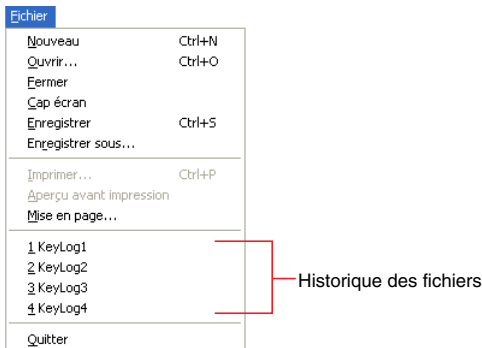 Fichier
Nouveau Ctrl+N
Ouvrir... Ctrl+O
Fermer
Cap écran
Enregistrer Ctrl+S
Enregistrer sous...
Imprimer... Ctrl+P
Aperçu avant impression
Mise en page...
1 KeyLog1
2 KeyLog2
3 KeyLog3
4 KeyLog4
Historique des fichiers
Quitter